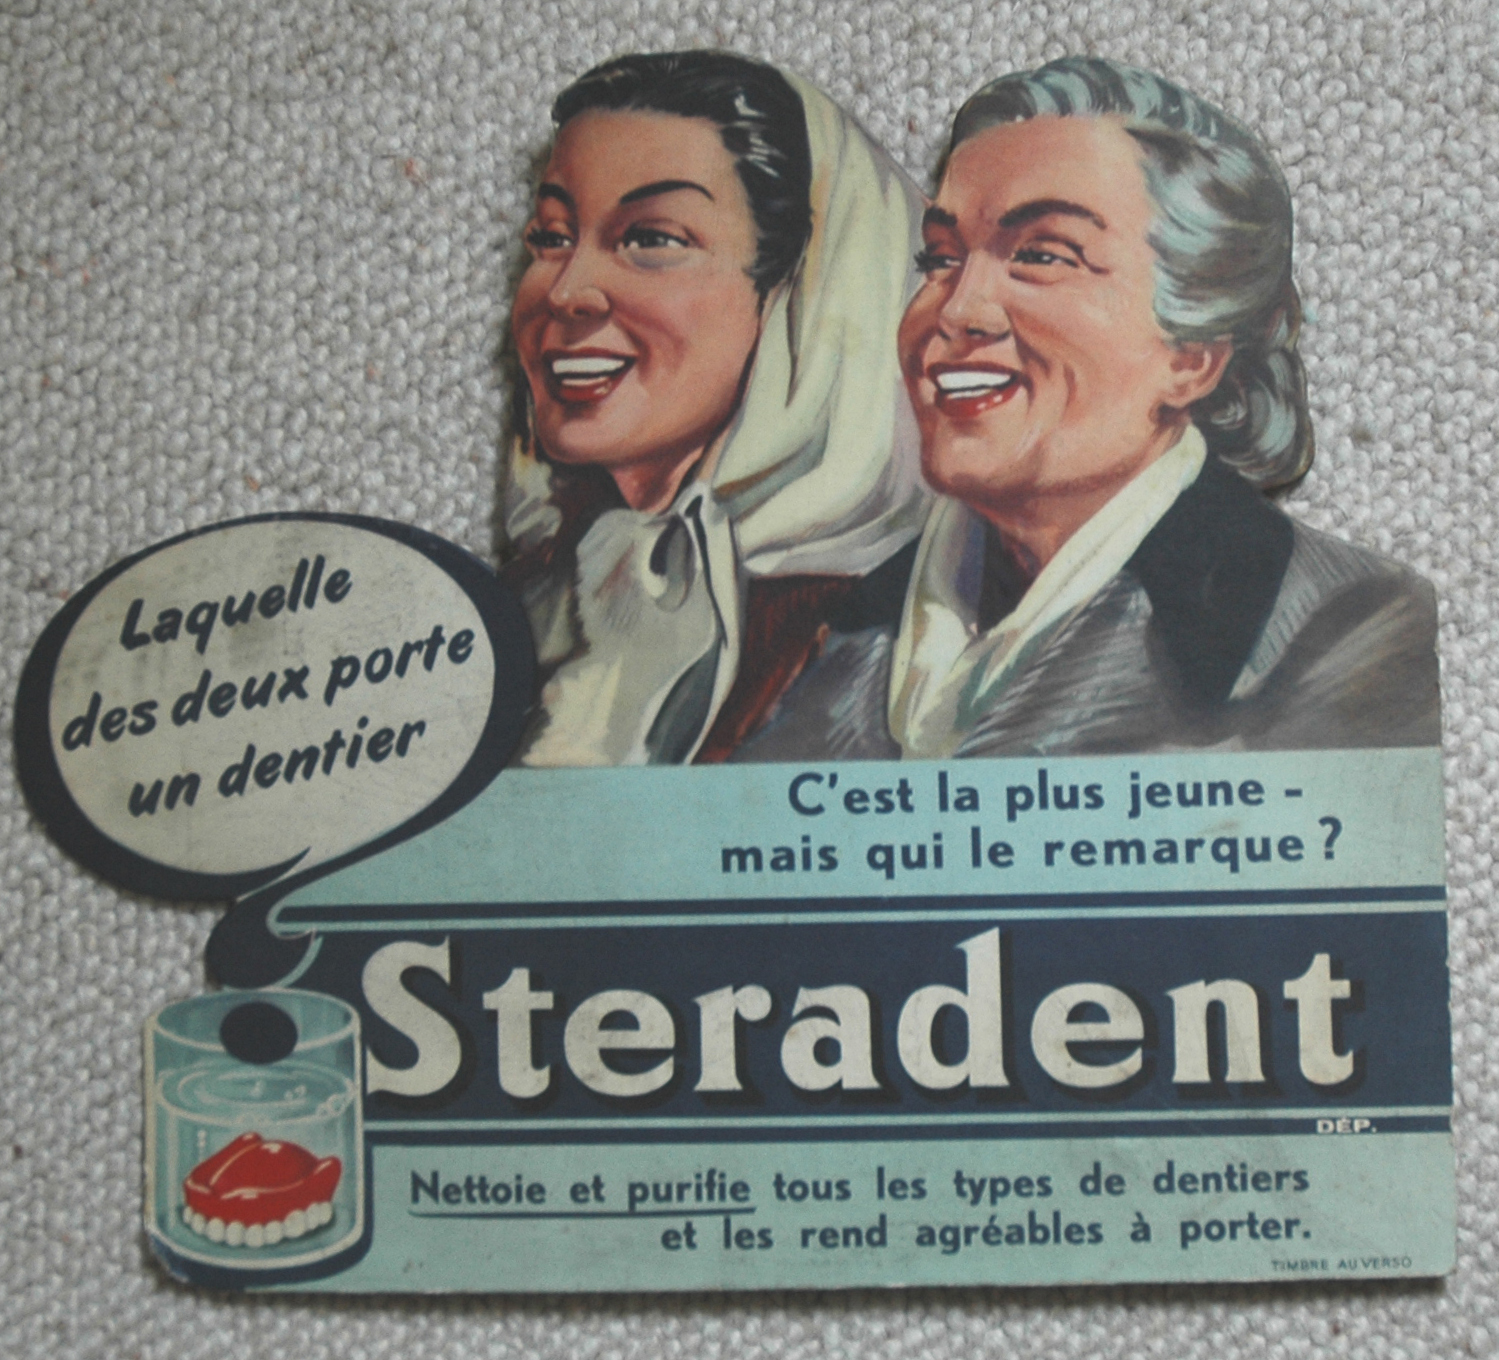 Laquelle
des deux porte
un dentier
C'est la plus jeune -
mais qui le remarque ?
Steradent
DÉP.
Nettoie et purifie tous les types de dentiers
et les rend agréables à porter.
TIMBRE AU VERSO